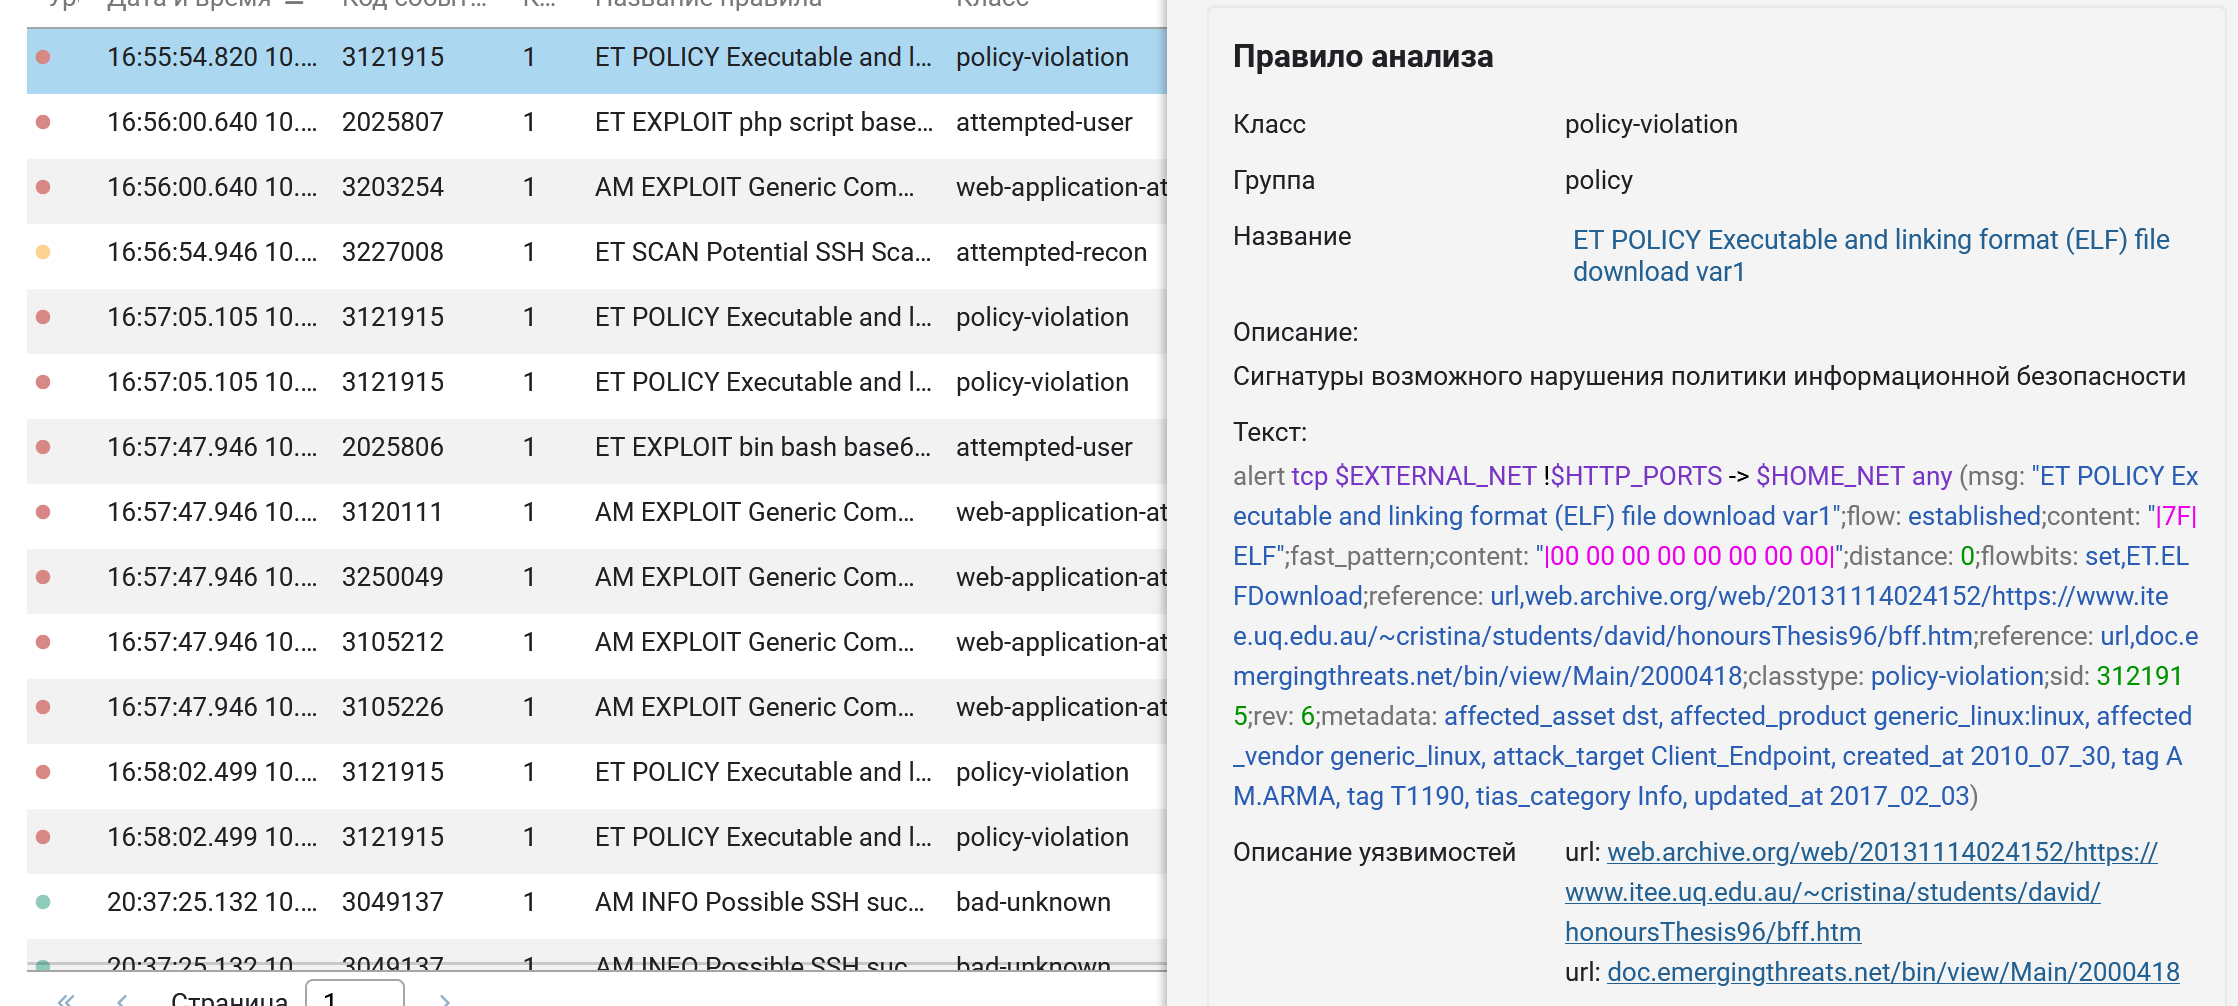 Дата и время Код событ... К... Название правила Класс
16:55:54.820 10.... 3121915 1 ET POLICY Executable and l... policy-violation
16:56:00.640 10.... 2025807 1 ET EXPLOIT php script base... attempted-user
16:56:00.640 10.... 3203254 1 AM EXPLOIT Generic Com... web-application-at
16:56:54.946 10.... 3227008 1 ET SCAN Potential SSH Sca... attempted-recon
16:57:05.105 10.... 3121915 1 ET POLICY Executable and l... policy-violation
16:57:05.105 10.... 3121915 1 ET POLICY Executable and l... policy-violation
16:57:47.946 10.... 2025806 1 ET EXPLOIT bin bash base6... attempted-user
16:57:47.946 10.... 3120111 1 AM EXPLOIT Generic Com... web-application-at
16:57:47.946 10.... 3250049 1 AM EXPLOIT Generic Com... web-application-at
16:57:47.946 10.... 3105212 1 AM EXPLOIT Generic Com... web-application-at
16:57:47.946 10.... 3105226 1 AM EXPLOIT Generic Com... web-application-at
16:58:02.499 10.... 3121915 1 ET POLICY Executable and l... policy-violation
16:58:02.499 10.... 3121915 1 ET POLICY Executable and l... policy-violation
20:37:25.132 10.... 3049137 1 AM INFO Possible SSH suc... bad-unknown
20:37:25.132 10.... 3049137 1 AM INFO Possible SSH suc... bad-unknown
Страница 1
Правило анализа
Класс policy-violation
Группа policy
Название ET POLICY Executable and linking format (ELF) file
download var1
Описание:
Сигнатуры возможного нарушения политики информационной безопасности
Текст:
alert tcp $EXTERNAL_NET !$HTTP_PORTS -> $HOME_NET any (msg: "ET POLICY Ex
ecutable and linking format (ELF) file download var1";flow: established;content: "|7F|
ELF";fast_pattern;content: "|00 00 00 00 00 00 00 00|";distance: 0;flowbits: set,ET.EL
FDownload;reference: url,web.archive.org/web/20131114024152/https://www.ite
e.uq.edu.au/~cristina/students/david/honoursThesis96/bff.htm;reference: url,doc.e
mergingthreats.net/bin/view/Main/2000418;classtype: policy-violation;sid: 312191
5;rev: 6;metadata: affected_asset dst, affected_product generic_linux:linux, affected
_vendor generic_linux, attack_target Client_Endpoint, created_at 2010_07_30, tag A
M.ARMA, tag T1190, tias_category Info, updated_at 2017_02_03)
Описание уязвимостей url: web.archive.org/web/20131114024152/https://
www.itee.uq.edu.au/~cristina/students/david/
honoursThesis96/bff.htm
url: doc.emergingthreats.net/bin/view/Main/2000418